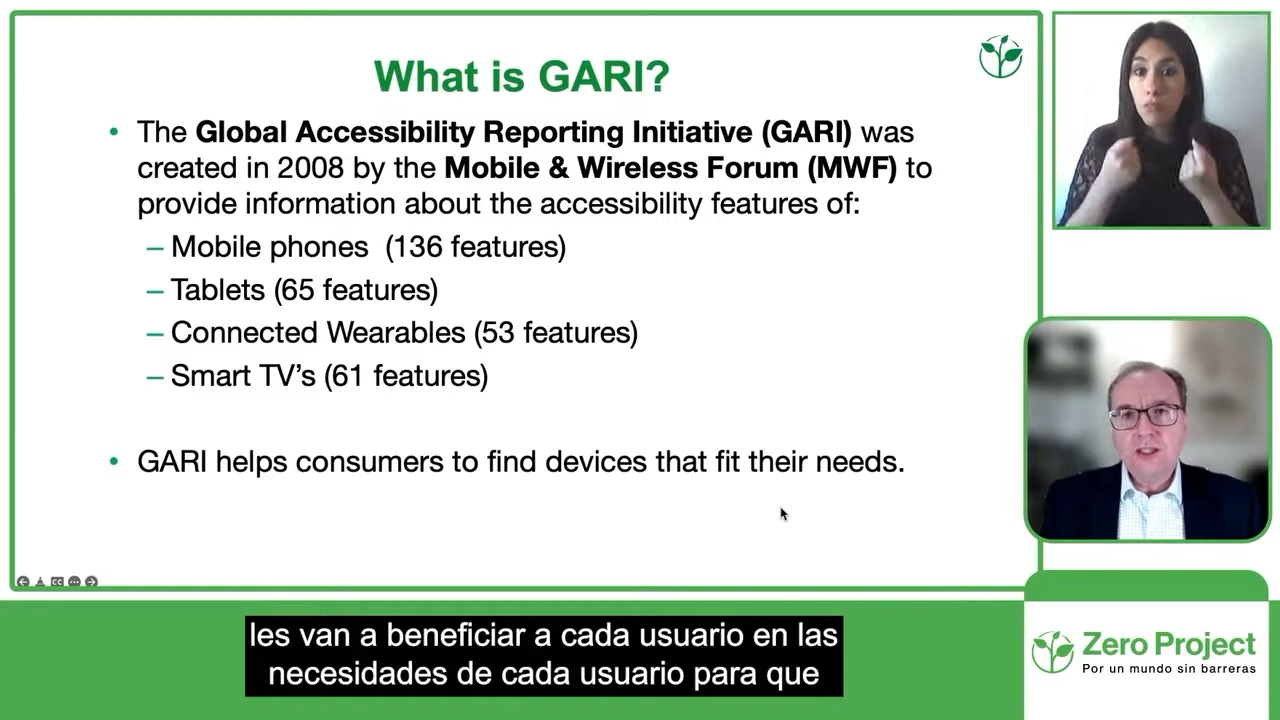 What is GARI?
• The Global Accessibility Reporting Initiative (GARI) was
created in 2008 by the Mobile & Wireless Forum (MWF) to
provide information about the accessibility features of:
– Mobile phones  (136 features)
– Tablets (65 features)
– Connected Wearables (53 features)
– Smart TV’s (61 features)
• GARI helps consumers to find devices that fit their needs.
les van a beneficiar a cada usuario en las
necesidades de cada usuario para que
Zero Project
Por un mundo sin barreras